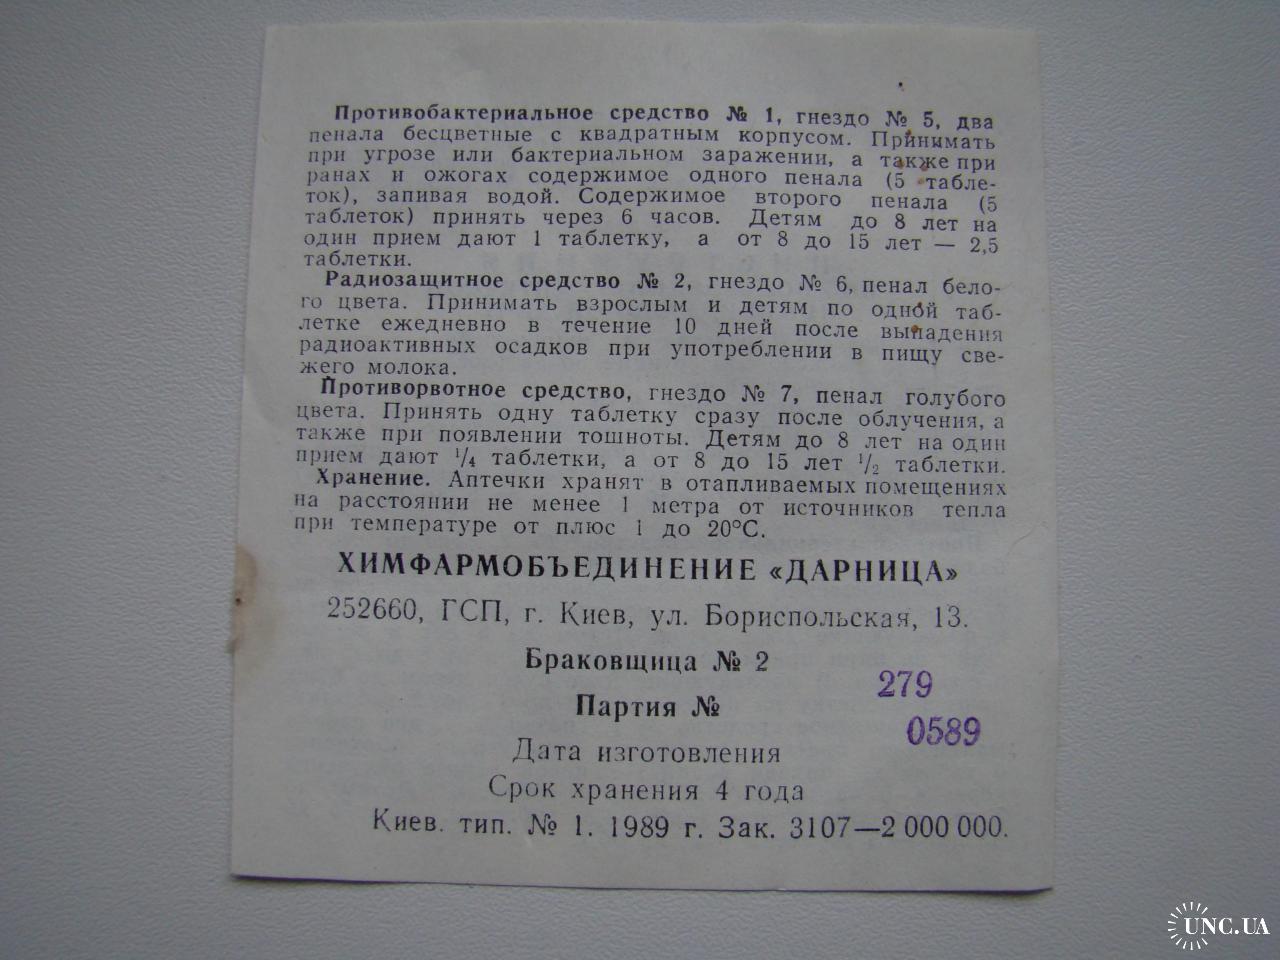 Противобактериальное средство № 1, гнездо № 5, два
пенала бесцветные с квадратным корпусом. Принимать
при угрозе или бактериальном заражении, а также при
ранах и ожогах содержимое одного пенала (5 табле-
ток), запивая водой. Содержимое второго пенала (5
таблеток) принять через 6 часов. Детям до 8 лет на
один прием дают 1 таблетку, а от 8 до 15 лет — 2,5
таблетки.
Радиозащитное средство № 2, гнездо № 6, пенал бело-
го цвета. Принимать взрослым и детям по одной таб-
летке ежедневно в течение 10 дней после выпадения
радиоактивных осадков при употреблении в пищу све-
жего молока.
Противорвотное средство, гнездо № 7, пенал голубого
цвета. Принять одну таблетку сразу после облучения, а
также при появлении тошноты. Детям до 8 лет на один
прием дают 1/4 таблетки, а от 8 до 15 лет 1/2 таблетки.
Хранение. Аптечки хранят в отапливаемых помещениях
на расстоянии не менее 1 метра от источников тепла
при температуре от плюс 1 до 20°С.
ХИМФАРМОБЪЕДИНЕНИЕ «ДАРНИЦА»
252660, ГСП, г. Киев, ул. Бориспольская, 13.
Браковщица № 2
279
Партия №
0589
Дата изготовления
Срок хранения 4 года
Киев. тип. № 1. 1989 г. Зак. 3107—2 000 000.
UNC.UA